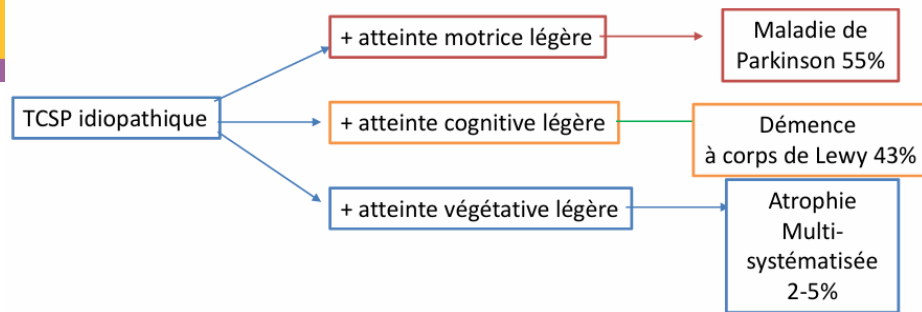 + atteinte motrice légère
Maladie de
Parkinson 55%
TCSP idiopathique
+ atteinte cognitive légère
Démence
à corps de Lewy 43%
+ atteinte végétative légère
Atrophie
Multi-
systématisée
2-5%